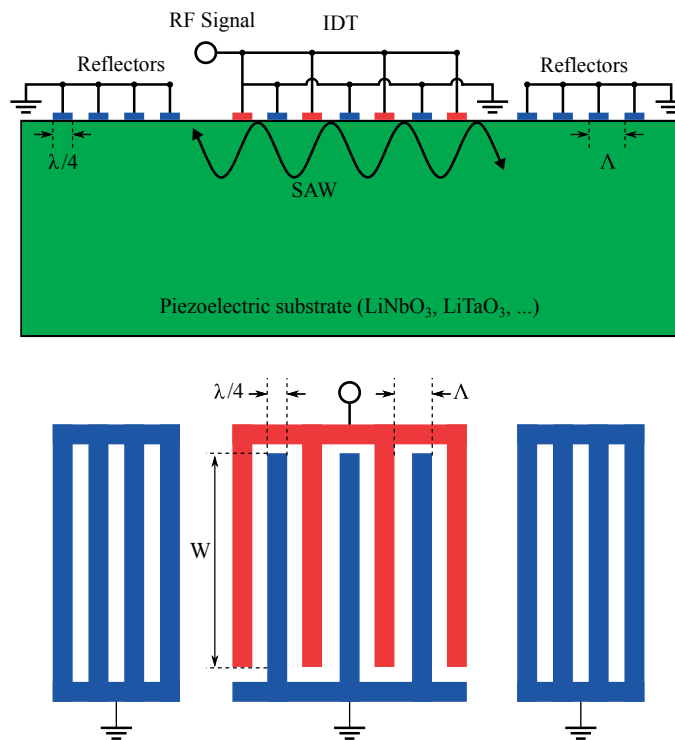 RF Signal
IDT
Reflectors
Reflectors
λ/4
Λ
SAW
Piezoelectric substrate (LiNbO₃, LiTaO₃, ...)
λ/4
Λ
W